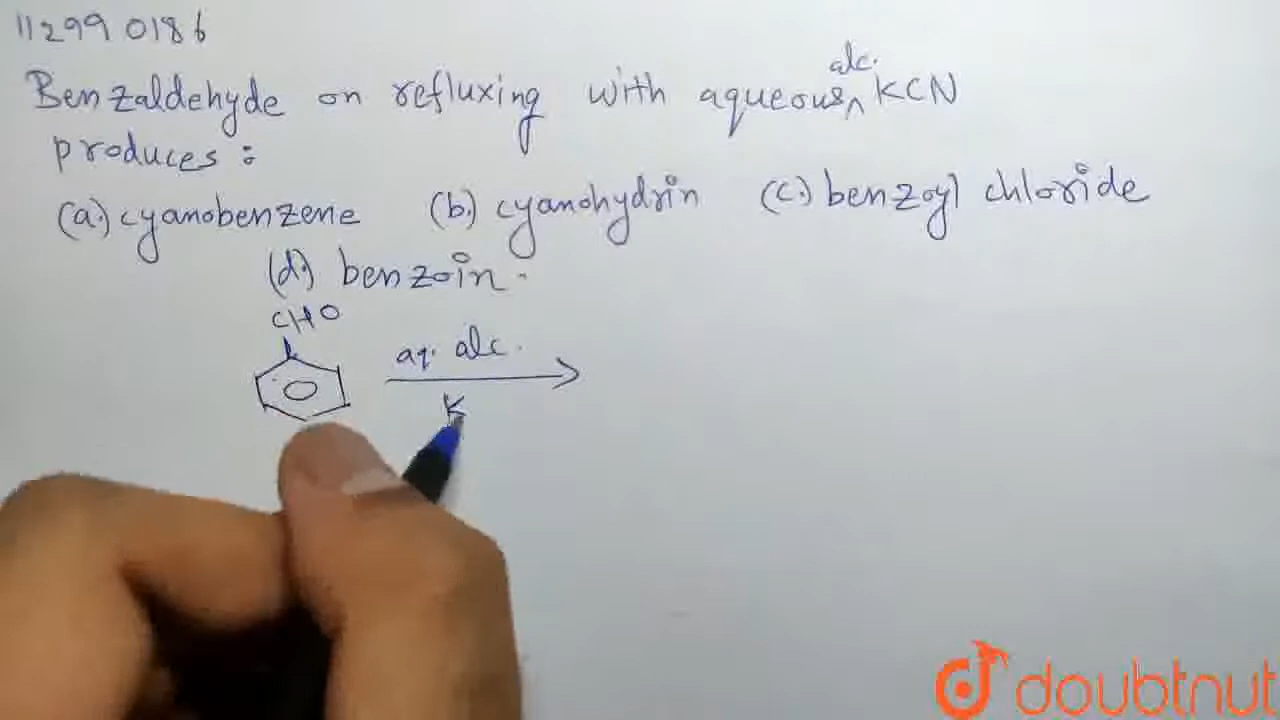 11299 0186
Benzaldehyde on refluxing with aqueous alc. KCN
produces :
(a.) cyanobenzene (b.) cyanohydrin (c.) benzoyl chloride
(d.) benzoin.
CHO
aq. alc.
K
doubtnut